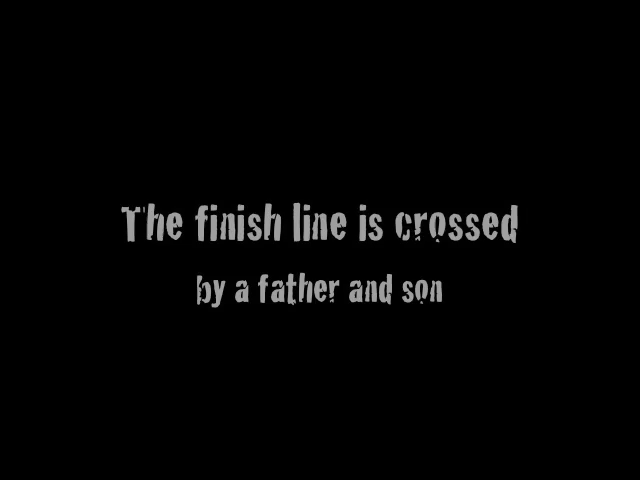 The finish line is crossed
by a father and son